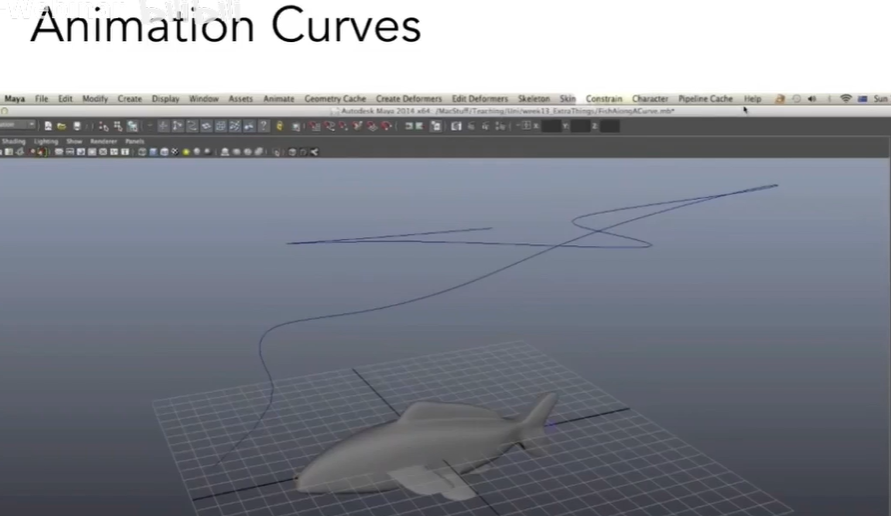 Animation Curves
Maya File Edit Modify Create Display Window Assets Animate Geometry Cache Create Deformers Edit Deformers Skeleton Skin Constrain Character Pipeline Cache Help Sun
Autodesk Maya 2014 x64: /MacStuff/Teaching/Uni/week13_ExtraThings/FishAlongACurve.mb*
Shading Lighting Show Renderer Panels